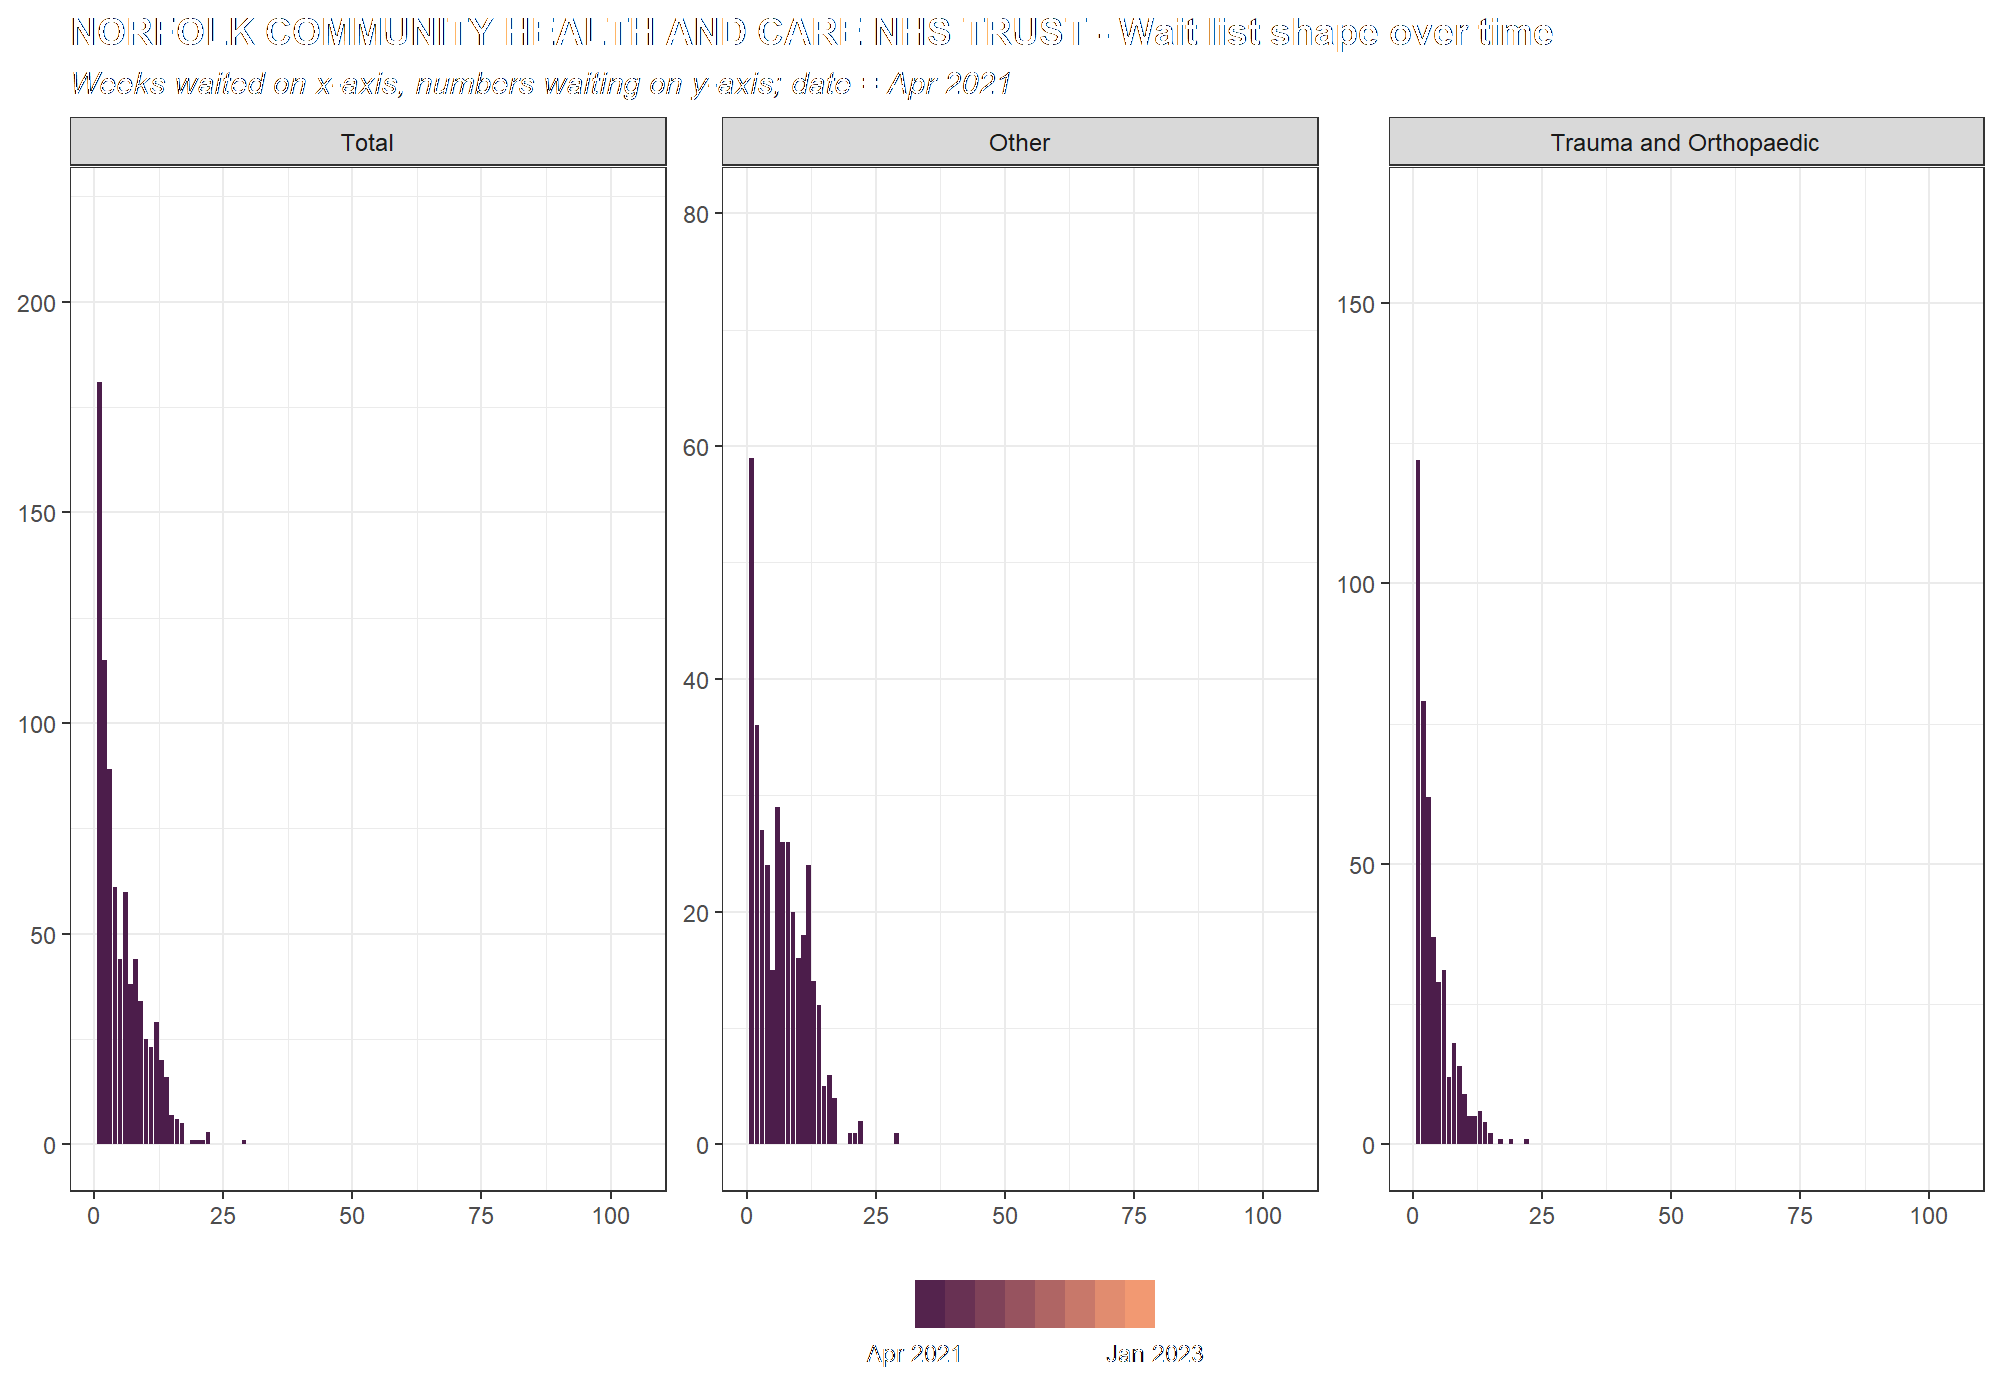 NORFOLK COMMUNITY HEALTH AND CARE NHS TRUST - Wait list shape over time
Weeks waited on x-axis, numbers waiting on y-axis; date = Apr 2021
Total
Other
Trauma and Orthopaedic
200
150
100
50
0
0 25 50 75 100
80
60
40
20
0
0 25 50 75 100
150
100
50
0
0 25 50 75 100
Apr 2021
Jan 2023